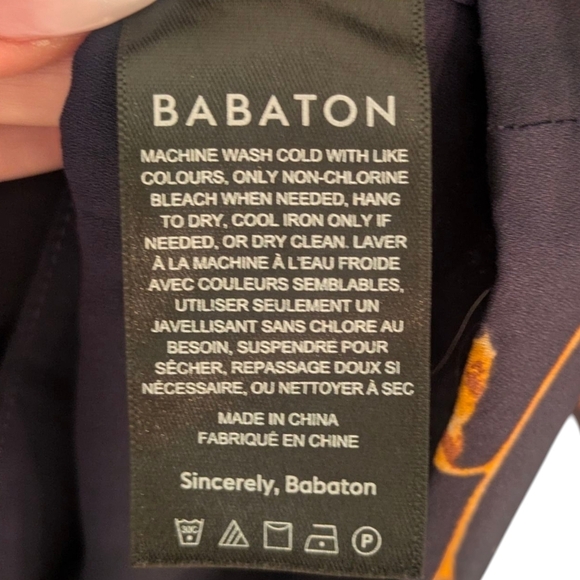 BABATON
MACHINE WASH COLD WITH LIKE
COLOURS, ONLY NON-CHLORINE
BLEACH WHEN NEEDED, HANG
TO DRY, COOL IRON ONLY IF
NEEDED, OR DRY CLEAN. LAVER
À LA MACHINE À L'EAU FROIDE
AVEC COULEURS SEMBLABLES,
UTILISER SEULEMENT UN
JAVELLISANT SANS CHLORE AU
BESOIN, SUSPENDRE POUR
SÉCHER, REPASSAGE DOUX SI
NÉCESSAIRE, OU NETTOYER À SEC
MADE IN CHINA
FABRIQUÉ EN CHINE
Sincerely, Babaton
30C P